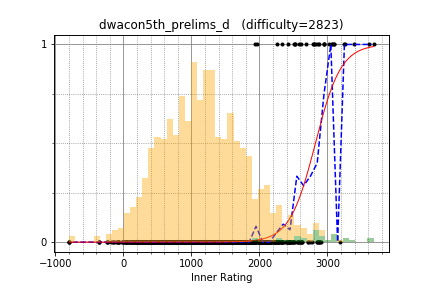 dwacon5th_prelims_d   (difficulty=2823)
1
0
−1000 0 1000 2000 3000
Inner Rating